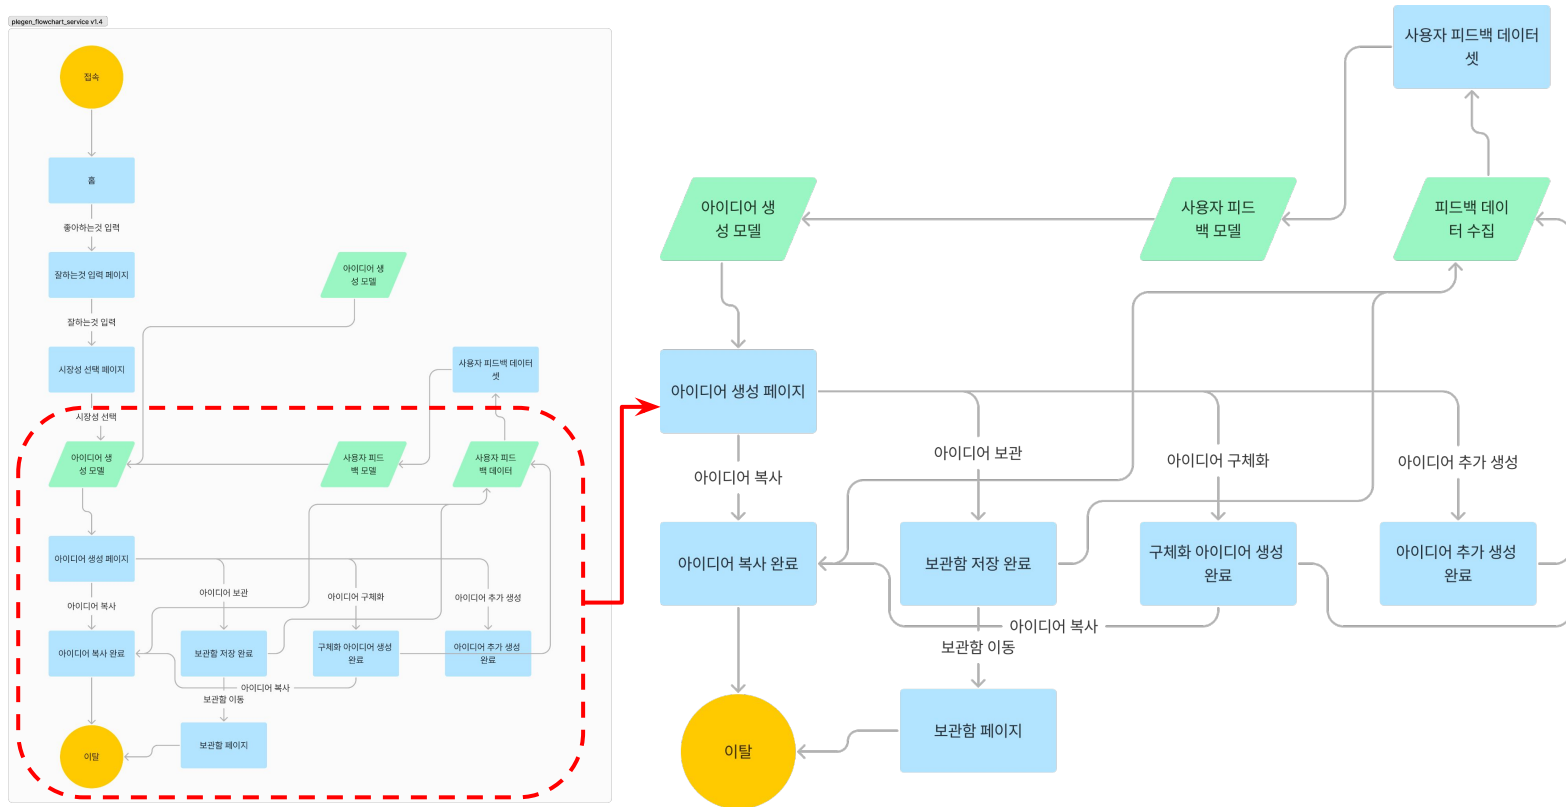 plegen_flowchart_service v1.4
접속
홈
좋아하는것 입력
잘하는것 입력 페이지
아이디어 생
성 모델
잘하는것 입력
시장성 선택 페이지
사용자 피드백 데이터
셋
시장성 선택
아이디어 생
성 모델
사용자 피드
백 모델
사용자 피드
백 데이터
아이디어 생성 페이지
아이디어 복사
아이디어 보관
아이디어 구체화
아이디어 추가 생성
아이디어 복사 완료
보관함 저장 완료
구체화 아이디어 생성
완료
아이디어 추가 생성
완료
아이디어 복사
보관함 이동
이탈
보관함 페이지
사용자 피드백 데이터
셋
아이디어 생
성 모델
사용자 피드
백 모델
피드백 데이
터 수집
아이디어 생성 페이지
아이디어 복사
아이디어 보관
아이디어 구체화
아이디어 추가 생성
아이디어 복사 완료
보관함 저장 완료
구체화 아이디어 생성
완료
아이디어 추가 생성
완료
아이디어 복사
보관함 이동
이탈
보관함 페이지